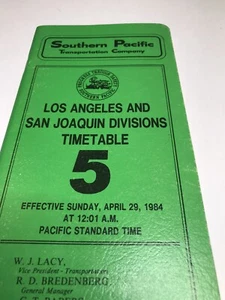 Southern Pacific
Transportation Company
LOS ANGELES AND
SAN JOAQUIN DIVISIONS
TIMETABLE
5
EFFECTIVE SUNDAY, APRIL 29, 1984
AT 12:01 A.M.
PACIFIC STANDARD TIME
W. J. LACY,
Vice President - Transportation
R. D. BREDENBERG
General Manager